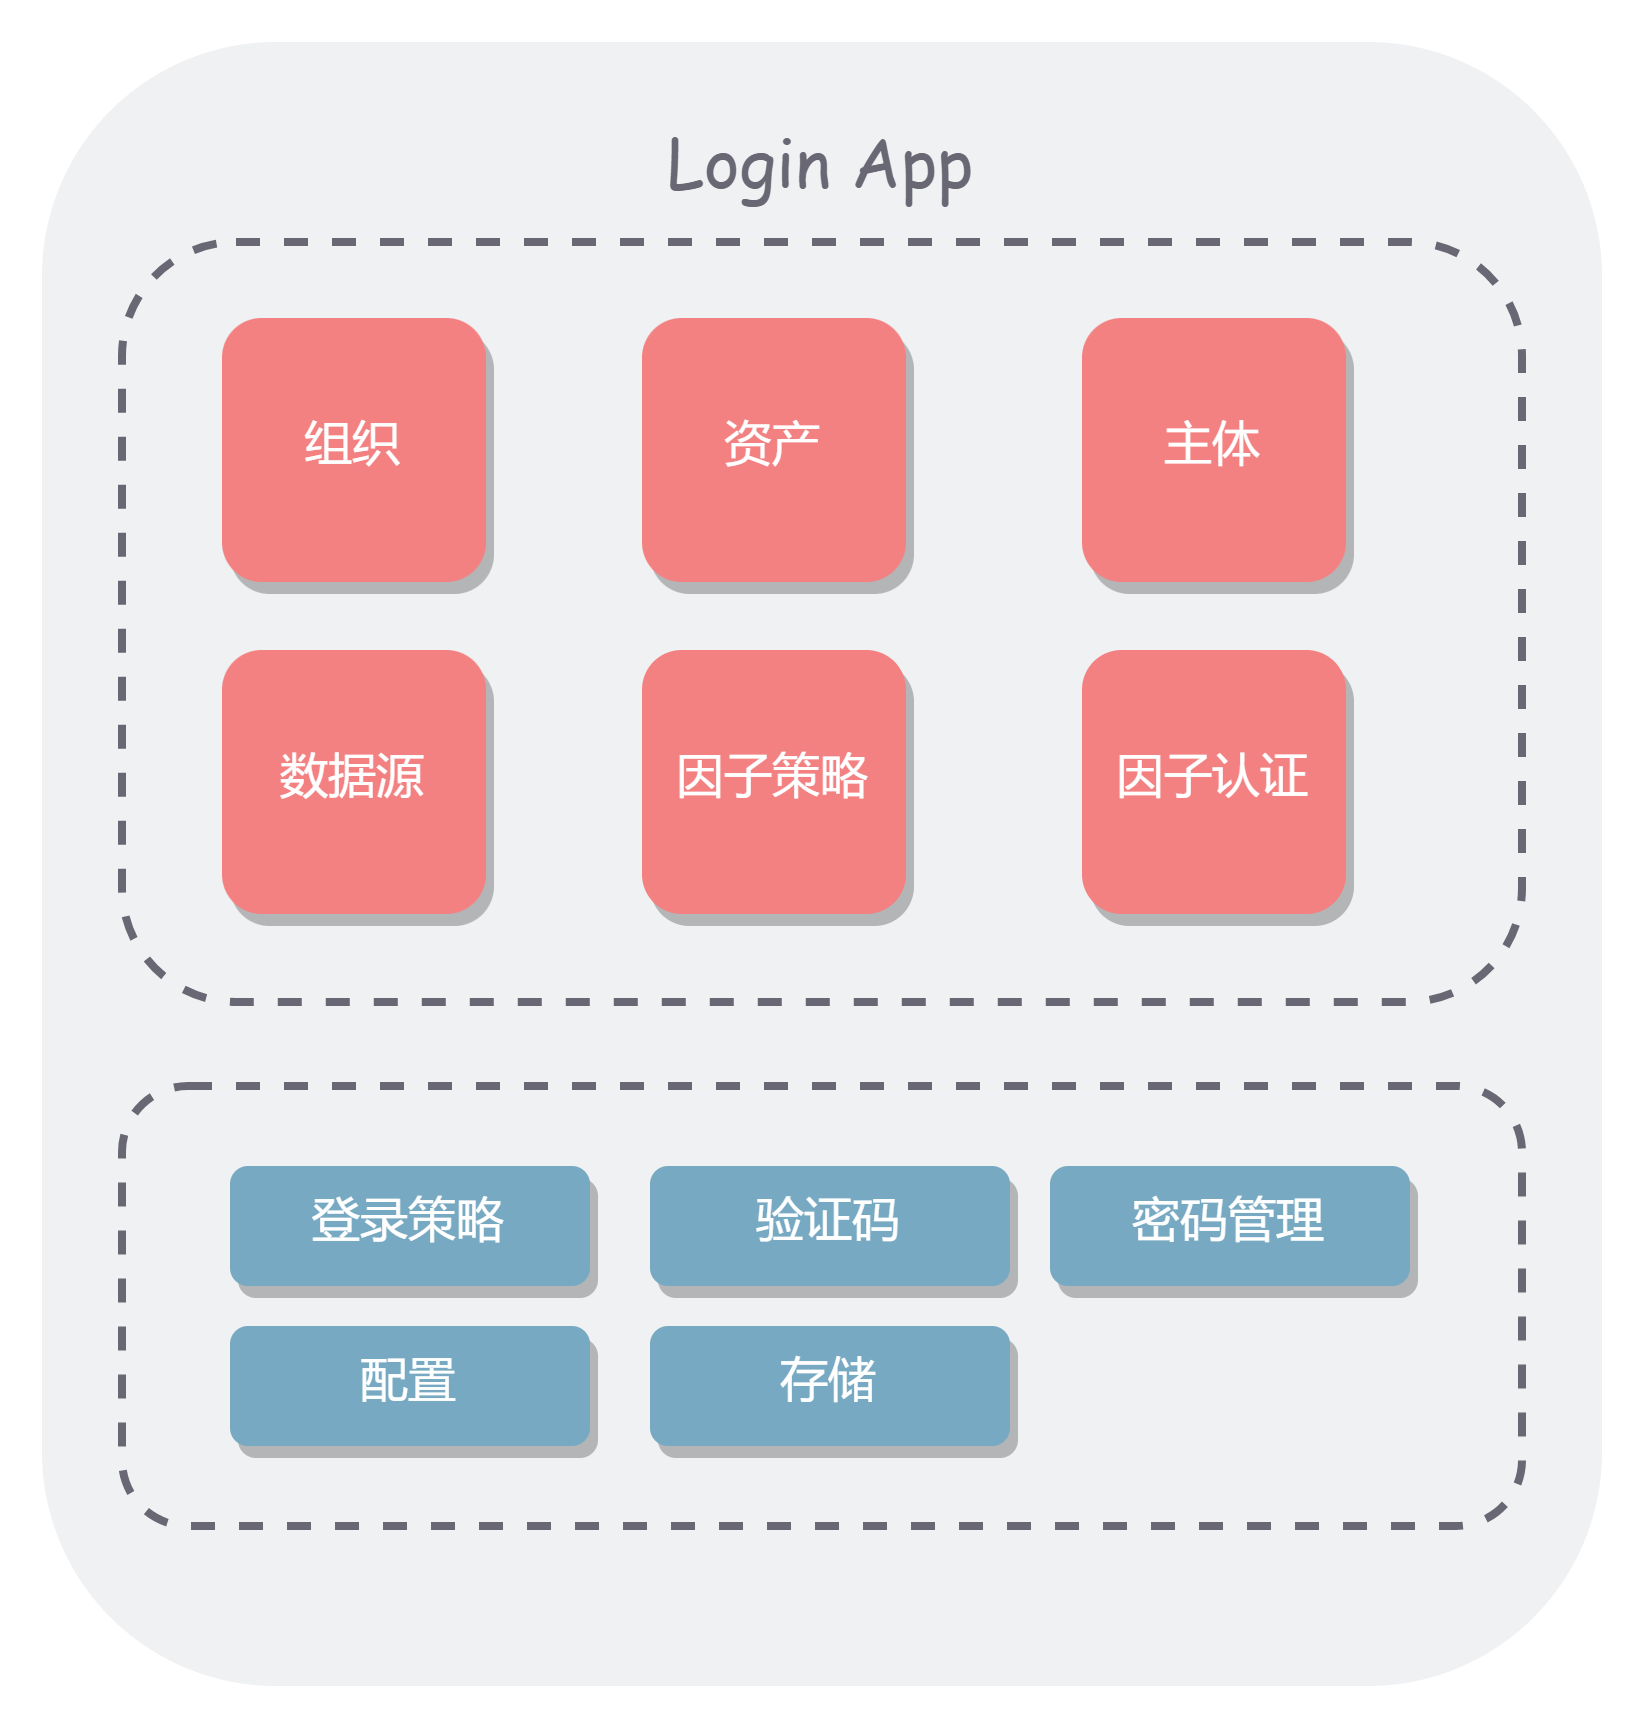 Login App
组织
资产
主体
数据源
因子策略
因子认证
登录策略
验证码
密码管理
配置
存储